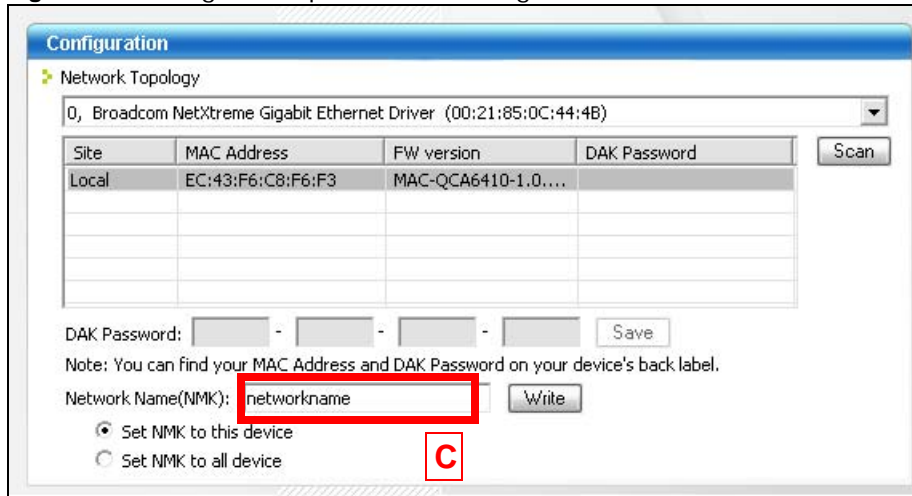 Configuration
Network Topology
0, Broadcom NetXtreme Gigabit Ethernet Driver (00:21:85:0C:44:4B)
Site MAC Address FW version DAK Password Scan
Local EC:43:F6:C8:F6:F3 MAC-QCA6410-1.0....
DAK Password: - - - Save
Note: You can find your MAC Address and DAK Password on your device's back label.
Network Name(NMK): networkname Write
Set NMK to this device
Set NMK to all device
C